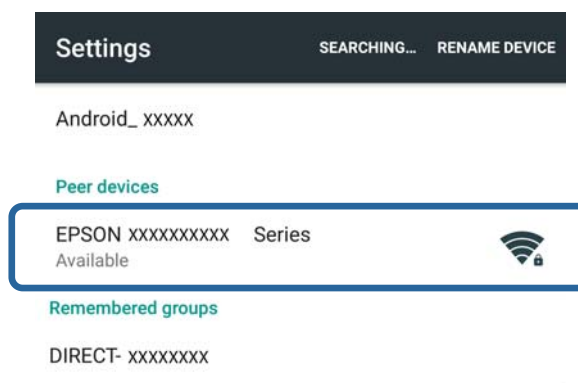 Settings SEARCHING... RENAME DEVICE
Android_ xxxxx
Peer devices
EPSON xxxxxxxxxx Series
Available
Remembered groups
DIRECT- xxxxxxxx